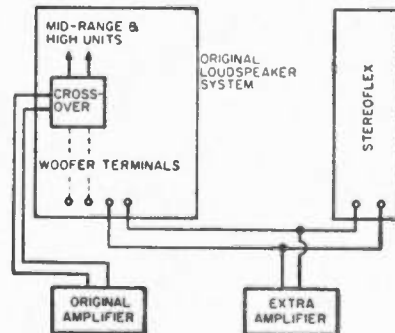 MID-RANGE &
HIGH UNITS
ORIGINAL
LOUDSPEAKER
SYSTEM
CROSS-
OVER
WOOFER TERMINALS
STEREOFLEX
ORIGINAL
AMPLIFIER
EXTRA
AMPLIFIER